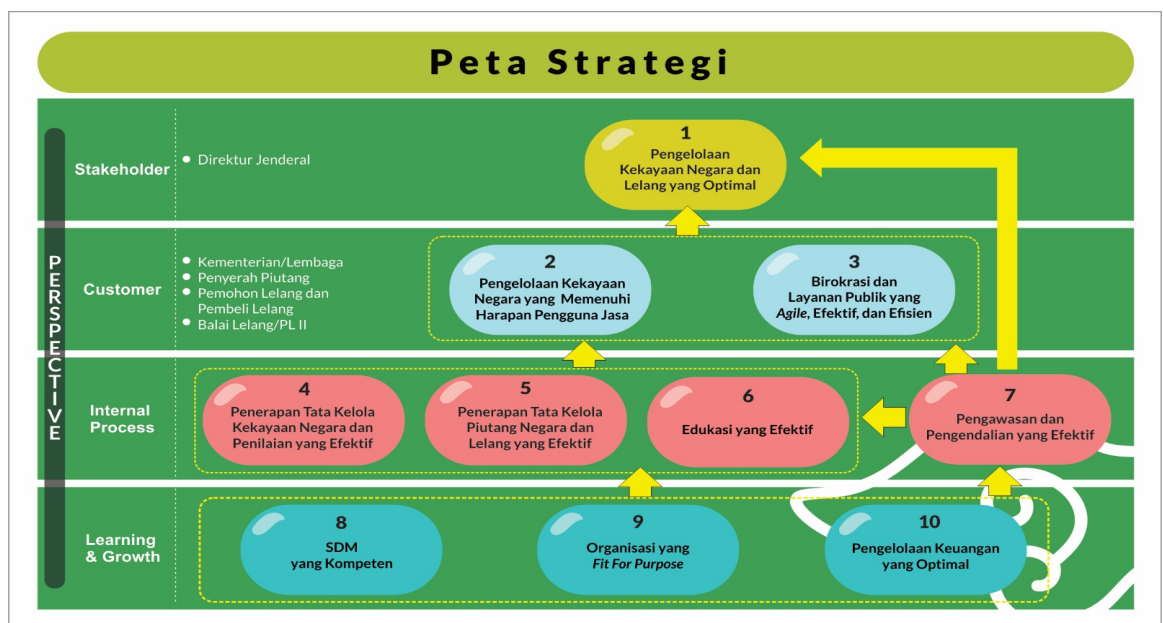 Peta Strategi
PERSPECTIVE
Stakeholder
• Direktur Jenderal
1
Pengelolaan
Kekayaan Negara dan
Lelang yang Optimal
Customer
• Kementerian/Lembaga
• Penyerah Piutang
• Pemohon Lelang dan
Pembeli Lelang
• Balai Lelang/PL II
2
Pengelolaan Kekayaan
Negara yang Memenuhi
Harapan Pengguna Jasa
3
Birokrasi dan
Layanan Publik yang
Agile, Efektif, dan Efisien
Internal
Process
4
Penerapan Tata Kelola
Kekayaan Negara dan
Penilaian yang Efektif
5
Penerapan Tata Kelola
Piutang Negara dan
Lelang yang Efektif
6
Edukasi yang Efektif
7
Pengawasan dan
Pengendalian yang Efektif
Learning
& Growth
8
SDM
yang Kompeten
9
Organisasi yang
Fit For Purpose
10
Pengelolaan Keuangan
yang Optimal